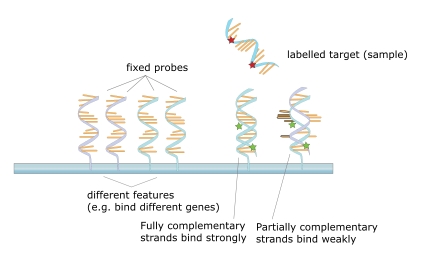 labelled target (sample)
fixed probes
different features
(e.g. bind different genes)
Fully complementary
strands bind strongly
Partially complementary
strands bind weakly